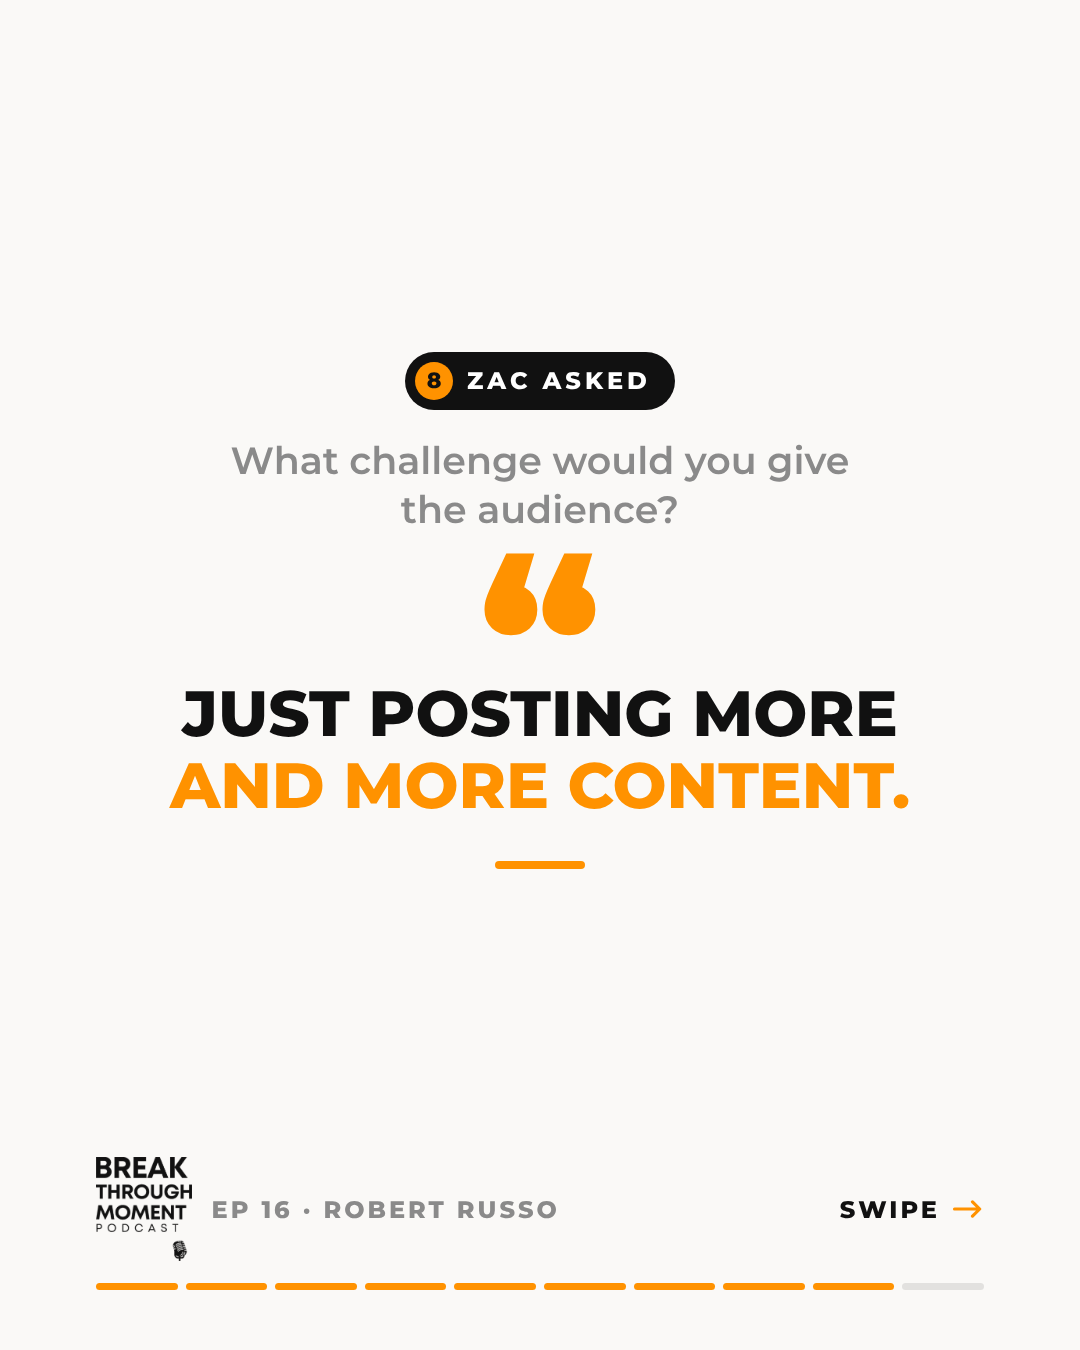 8 ZAC ASKED
What challenge would you give
the audience?
“
JUST POSTING MORE
AND MORE CONTENT.
BREAK
THROUGH
MOMENT
PODCAST
EP 16 · ROBERT RUSSO
SWIPE →